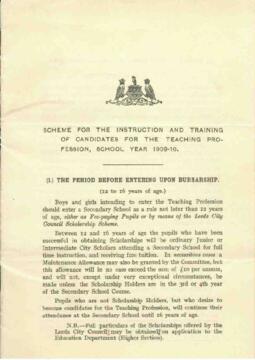 SCHEME FOR THE INSTRUCTION AND TRAINING
OF CANDIDATES FOR THE TEACHING PRO-
FESSION, SCHOOL YEAR 1909-10.
(1.) THE PERIOD BEFORE ENTERING UPON BURSARSHIP.
(12 to 16 years of age.)
Boys and girls intending to enter the Teaching Profession
should enter a Secondary School as a rule not later than 12 years
of age, either as Fee-paying Pupils or by means of the Leeds City
Council Scholarship Scheme.
Between 12 and 16 years of age the pupils who have been
successful in obtaining Scholarships will be ordinary Junior or
Intermediate City Scholars attending a Secondary School for full
time instruction, and receiving free tuition. In necessitous cases a
Maintenance Allowance may also be granted by the Committee, but
this allowance will in no case exceed the sum of £10 per annum,
and will not, except under very exceptional circumstances, be
made unless the Scholarship Holders are in the 3rd or 4th year
of the Secondary School Course.
Pupils who are not Scholarship Holders, but who desire to
become candidates for the Teaching Profession, will continue their
attendance at the Secondary School until 16 years of age.
N.B.—Full particulars of the Scholarships offered by the
Leeds City Council may be obtained on application to the
Education Department (Higher Section).